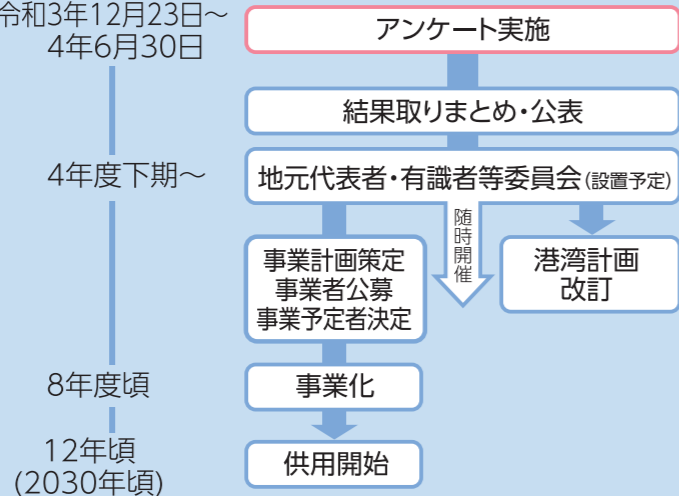 令和3年12月23日～
4年6月30日
アンケート実施
結果取りまとめ・公表
4年度下期～
地元代表者・有識者等委員会(設置予定)
随時開催
事業計画策定
事業者公募
事業予定者決定
港湾計画
改訂
8年度頃
事業化
12年頃
(2030年頃)
供用開始